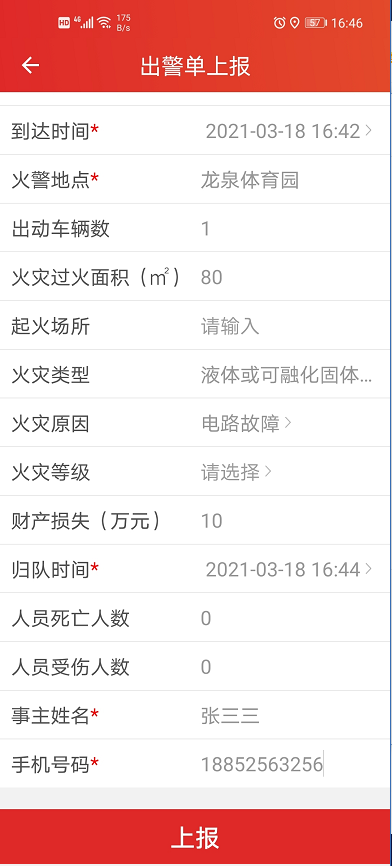 HD 4G 175 B/s 57 16:46
出警单上报
到达时间* 2021-03-18 16:42
火警地点* 龙泉体育园
出动车辆数 1
火灾过火面积（㎡） 80
起火场所 请输入
火灾类型 液体或可融化固体...
火灾原因 电路故障
火灾等级 请选择
财产损失（万元） 10
归队时间* 2021-03-18 16:44
人员死亡人数 0
人员受伤人数 0
事主姓名* 张三三
手机号码* 18852563256
上报